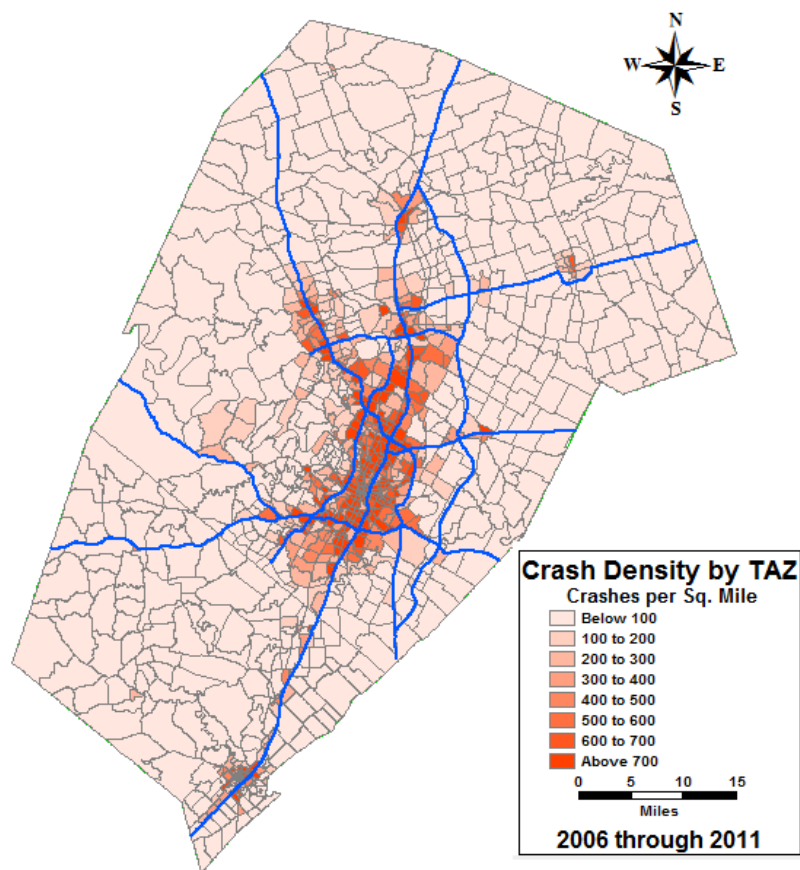 N
W E
S
Crash Density by TAZ
Crashes per Sq. Mile
Below 100
100 to 200
200 to 300
300 to 400
400 to 500
500 to 600
600 to 700
Above 700
0 5 10 15
Miles
2006 through 2011